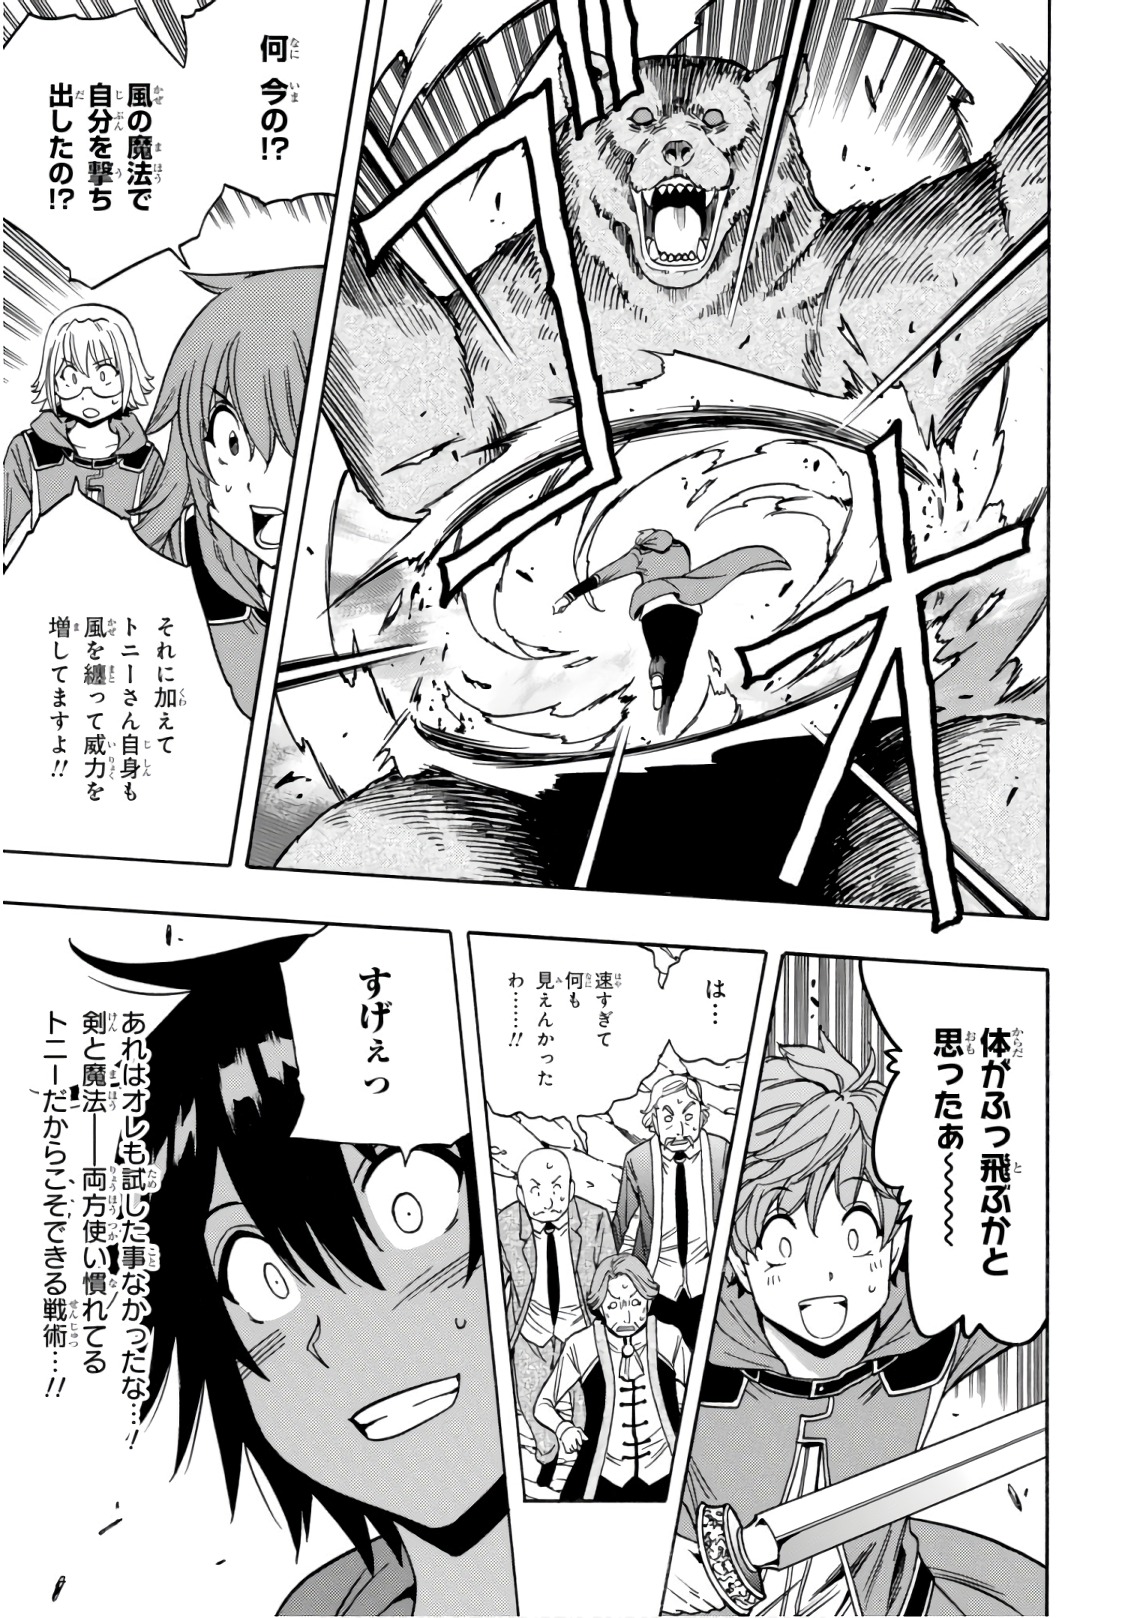 何今の!?
風の魔法で
自分を撃ち
出したの!?
それに加えて
トニーさん自身も
風を纏って威力を
増してますよ!!
体がふっ飛ぶかと
思ったぁ〜〜〜〜
は…
速すぎて
何も
見えんかった
わ……!!
すげぇっ
あれはオレも試した事なかったな…!
剣と魔法――両方使い慣れてる
トニーだからこそできる戦術…!!